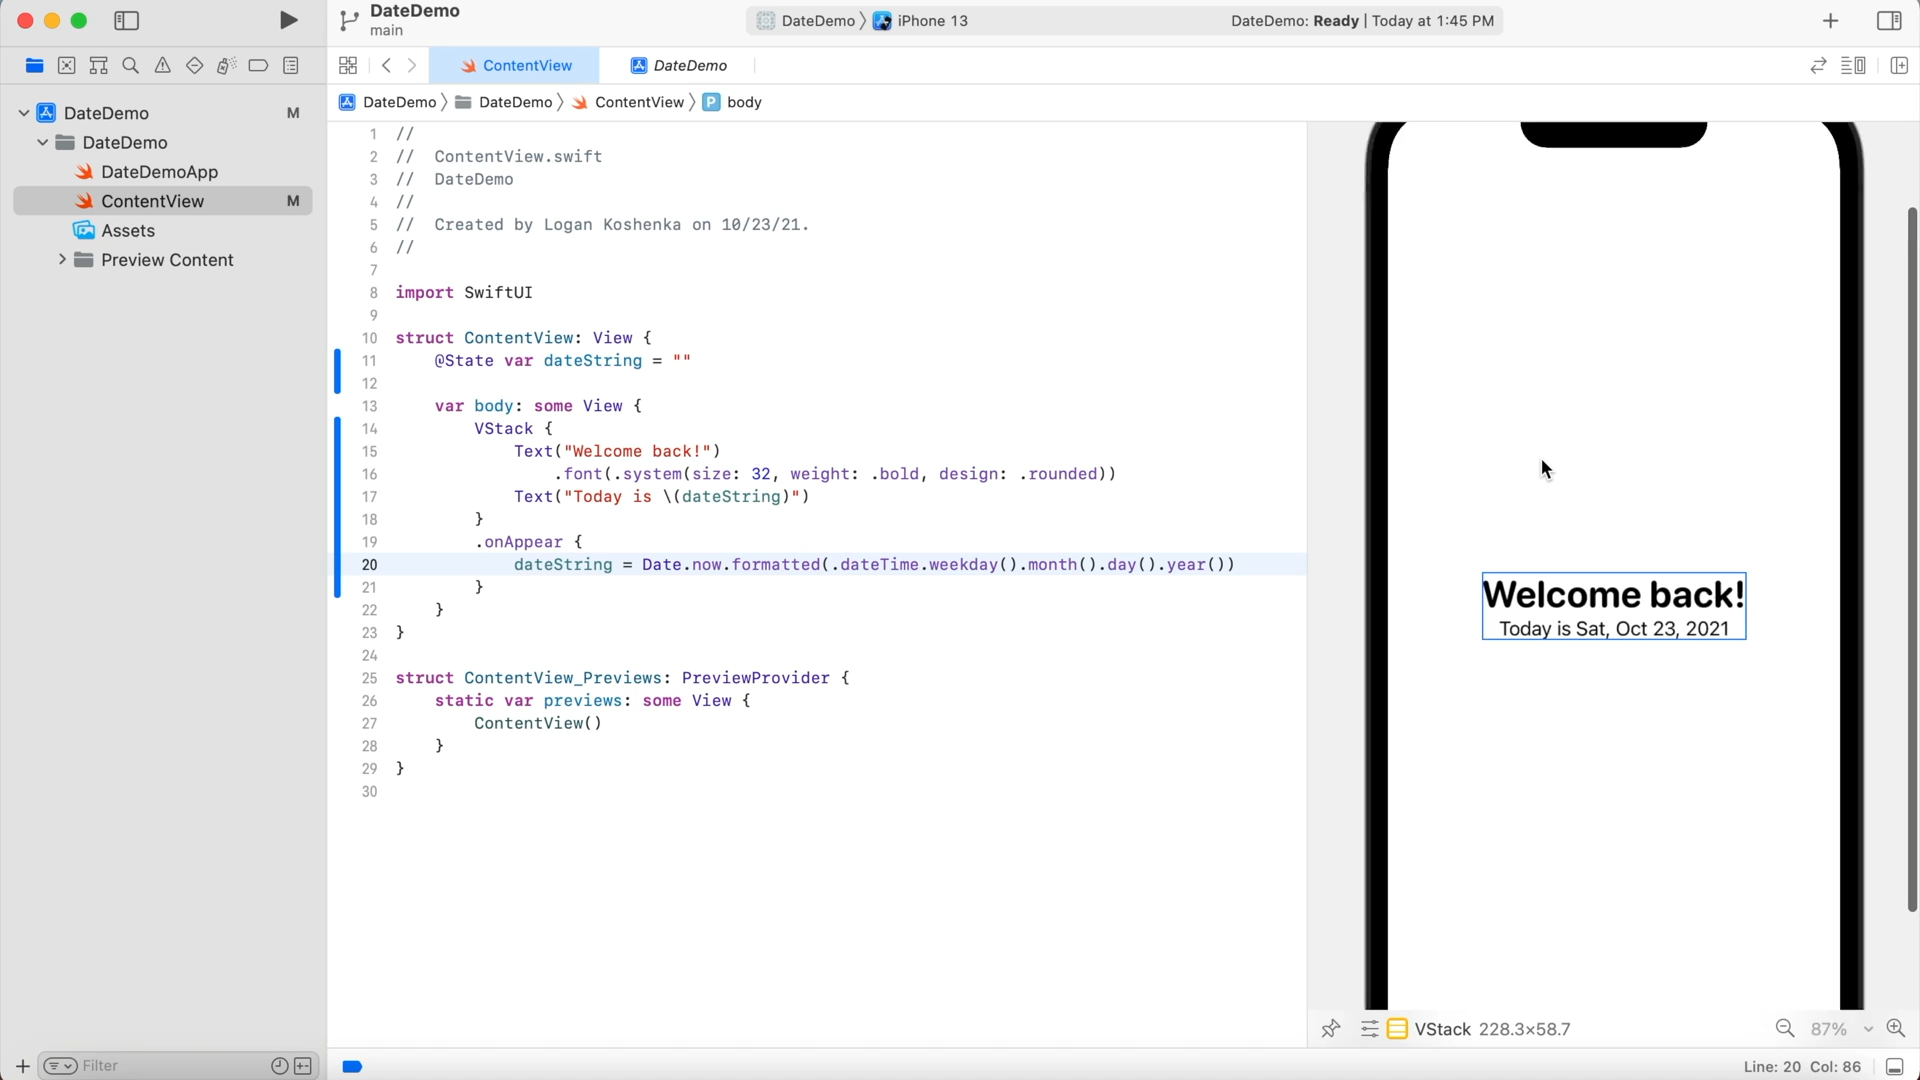 DateDemo
main
DateDemo 〉 iPhone 13
DateDemo: Ready | Today at 1:45 PM
ContentView
DateDemo
DateDemo 〉 DateDemo 〉 ContentView 〉 P body
DateDemo M
DateDemo
DateDemoApp
ContentView M
Assets
Preview Content
1 //
2 //  ContentView.swift
3 //  DateDemo
4 //
5 //  Created by Logan Koshenka on 10/23/21.
6 //
7
8 import SwiftUI
9
10 struct ContentView: View {
11     @State var dateString = ""
12
13     var body: some View {
14         VStack {
15             Text("Welcome back!")
16                 .font(.system(size: 32, weight: .bold, design: .rounded))
17             Text("Today is \(dateString)")
18         }
19         .onAppear {
20             dateString = Date.now.formatted(.dateTime.weekday().month().day().year())
21         }
22     }
23 }
24
25 struct ContentView_Previews: PreviewProvider {
26     static var previews: some View {
27         ContentView()
28     }
29 }
30
Welcome back!
Today is Sat, Oct 23, 2021
VStack 228.3×58.7
87%
Filter
Line: 20 Col: 86